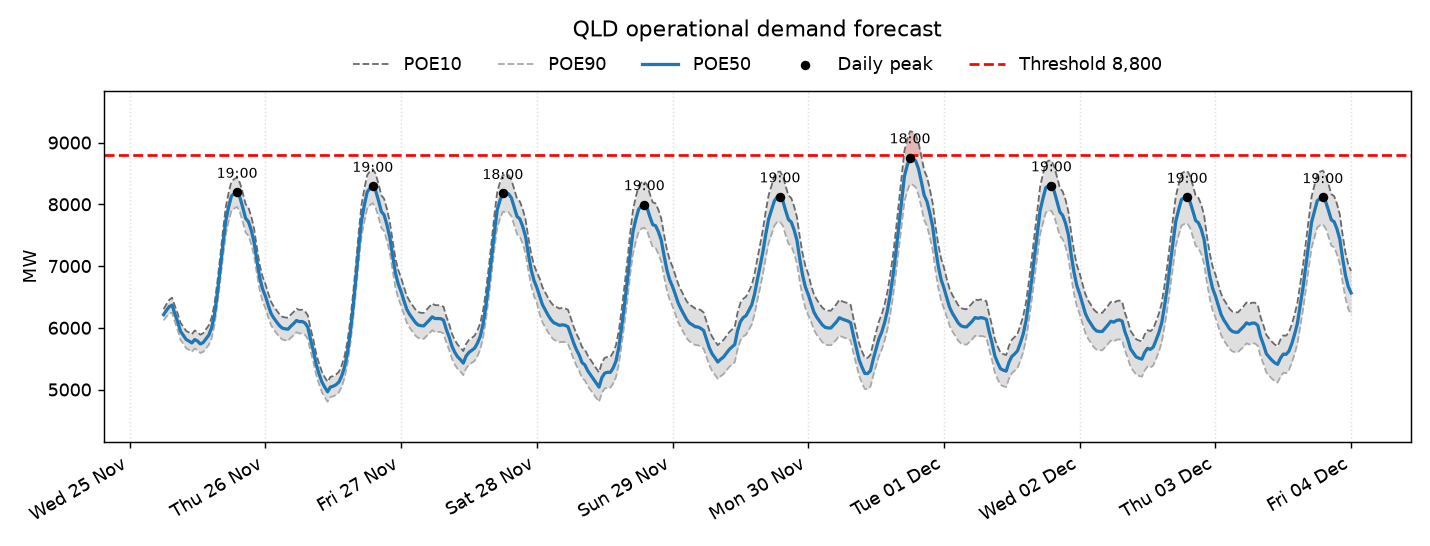 QLD operational demand forecast
POE10 POE90 POE50 Daily peak Threshold 8,800
MW
9000
8000
7000
6000
5000
19:00 19:00 18:00 19:00 19:00 18:00 19:00 19:00 19:00
Wed 25 Nov Thu 26 Nov Fri 27 Nov Sat 28 Nov Sun 29 Nov Mon 30 Nov Tue 01 Dec Wed 02 Dec Thu 03 Dec Fri 04 Dec